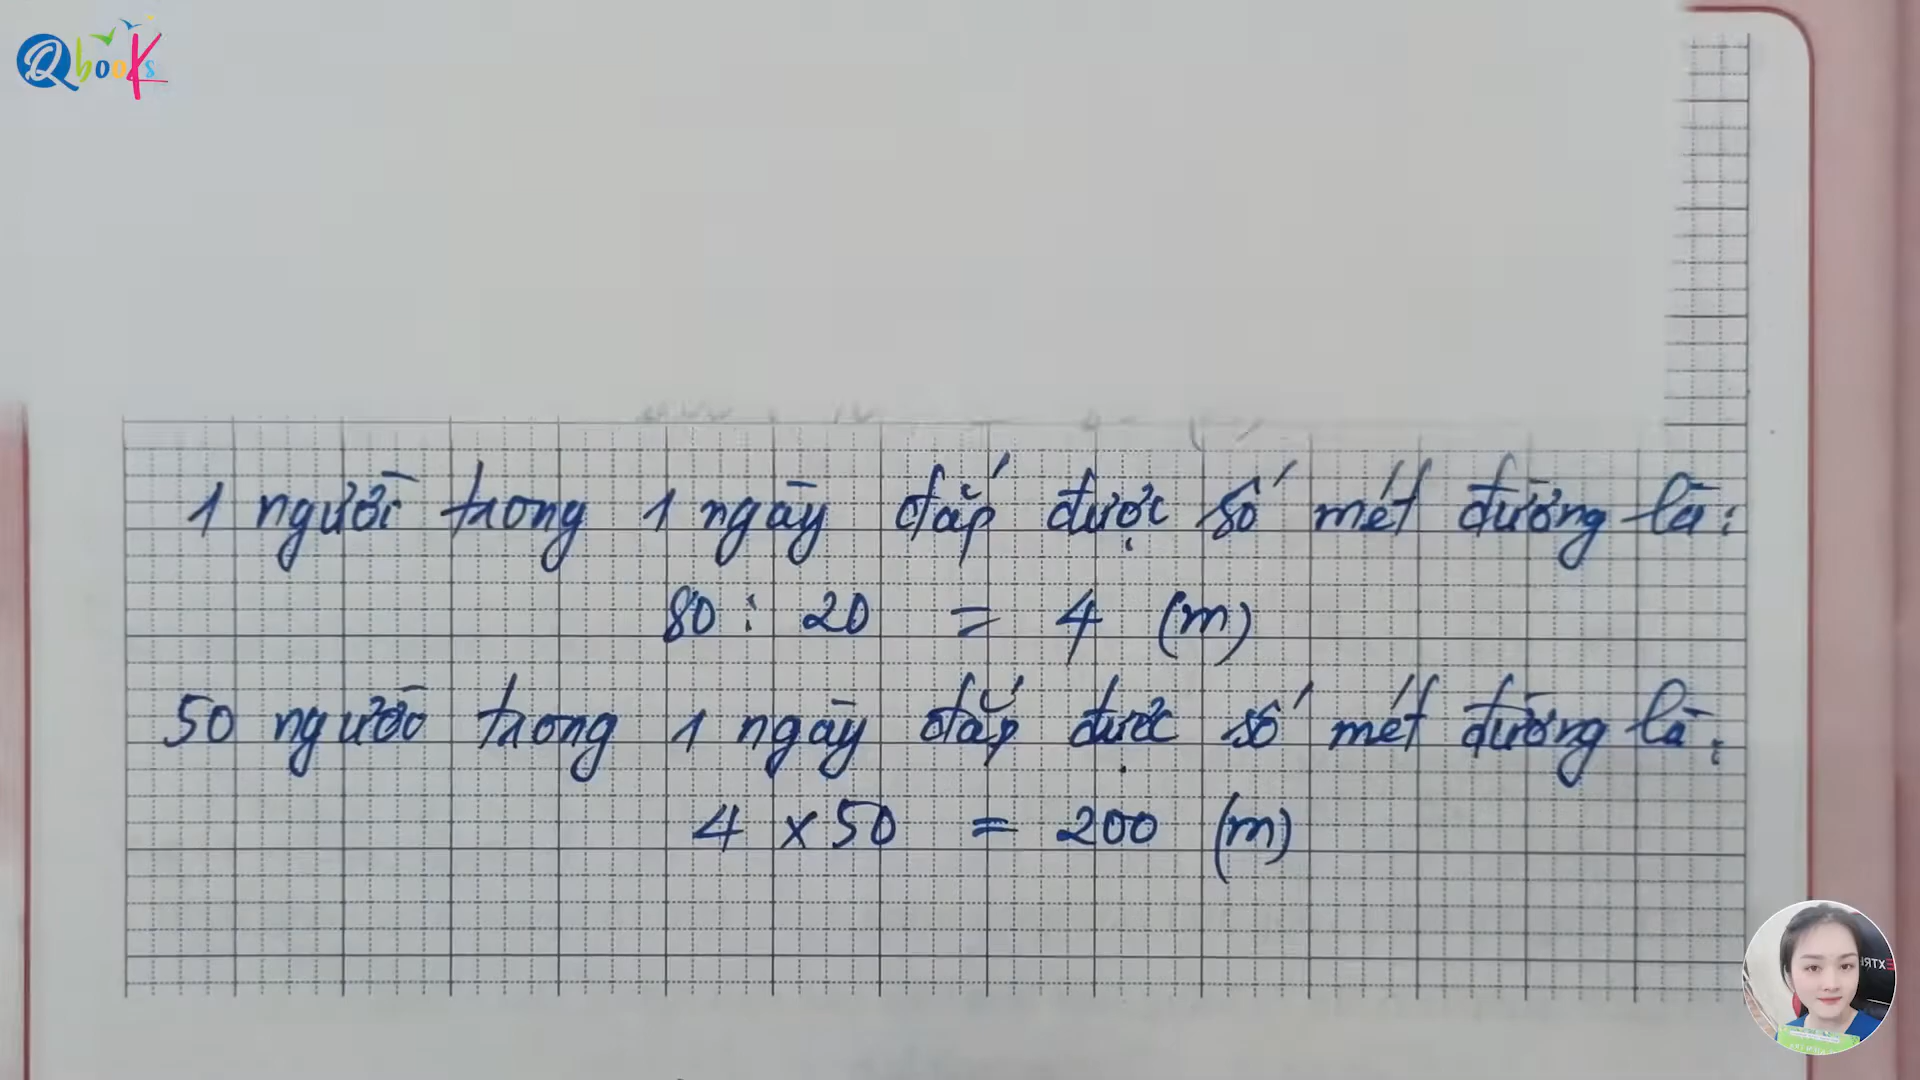 Qbooks
1 người trong 1 ngày đắp được số mét đường là:
80 : 20 = 4 (m)
50 người trong 1 ngày đắp được số mét đường là:
4 x 50 = 200 (m)